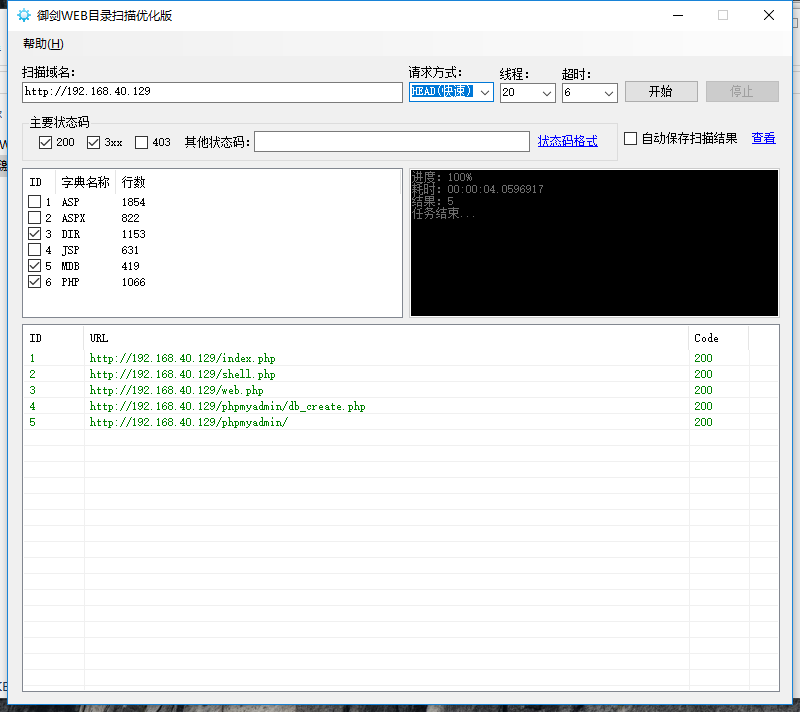 御剑WEB目录扫描优化版
帮助(H)
扫描域名：
请求方式：
线程：
超时：
http://192.168.40.129
HEAD(快速)
20
6
开始
停止
主要状态码
200
3xx
403
其他状态码：
状态码格式
自动保存扫描结果
查看
ID 字典名称 行数
1 ASP 1854
2 ASPX 822
3 DIR 1153
4 JSP 631
5 MDB 419
6 PHP 1066
进度：100%
耗时：00:00:04.0596917
结果：5
任务结束...
ID URL Code
1 http://192.168.40.129/index.php 200
2 http://192.168.40.129/shell.php 200
3 http://192.168.40.129/web.php 200
4 http://192.168.40.129/phpmyadmin/db_create.php 200
5 http://192.168.40.129/phpmyadmin/ 200